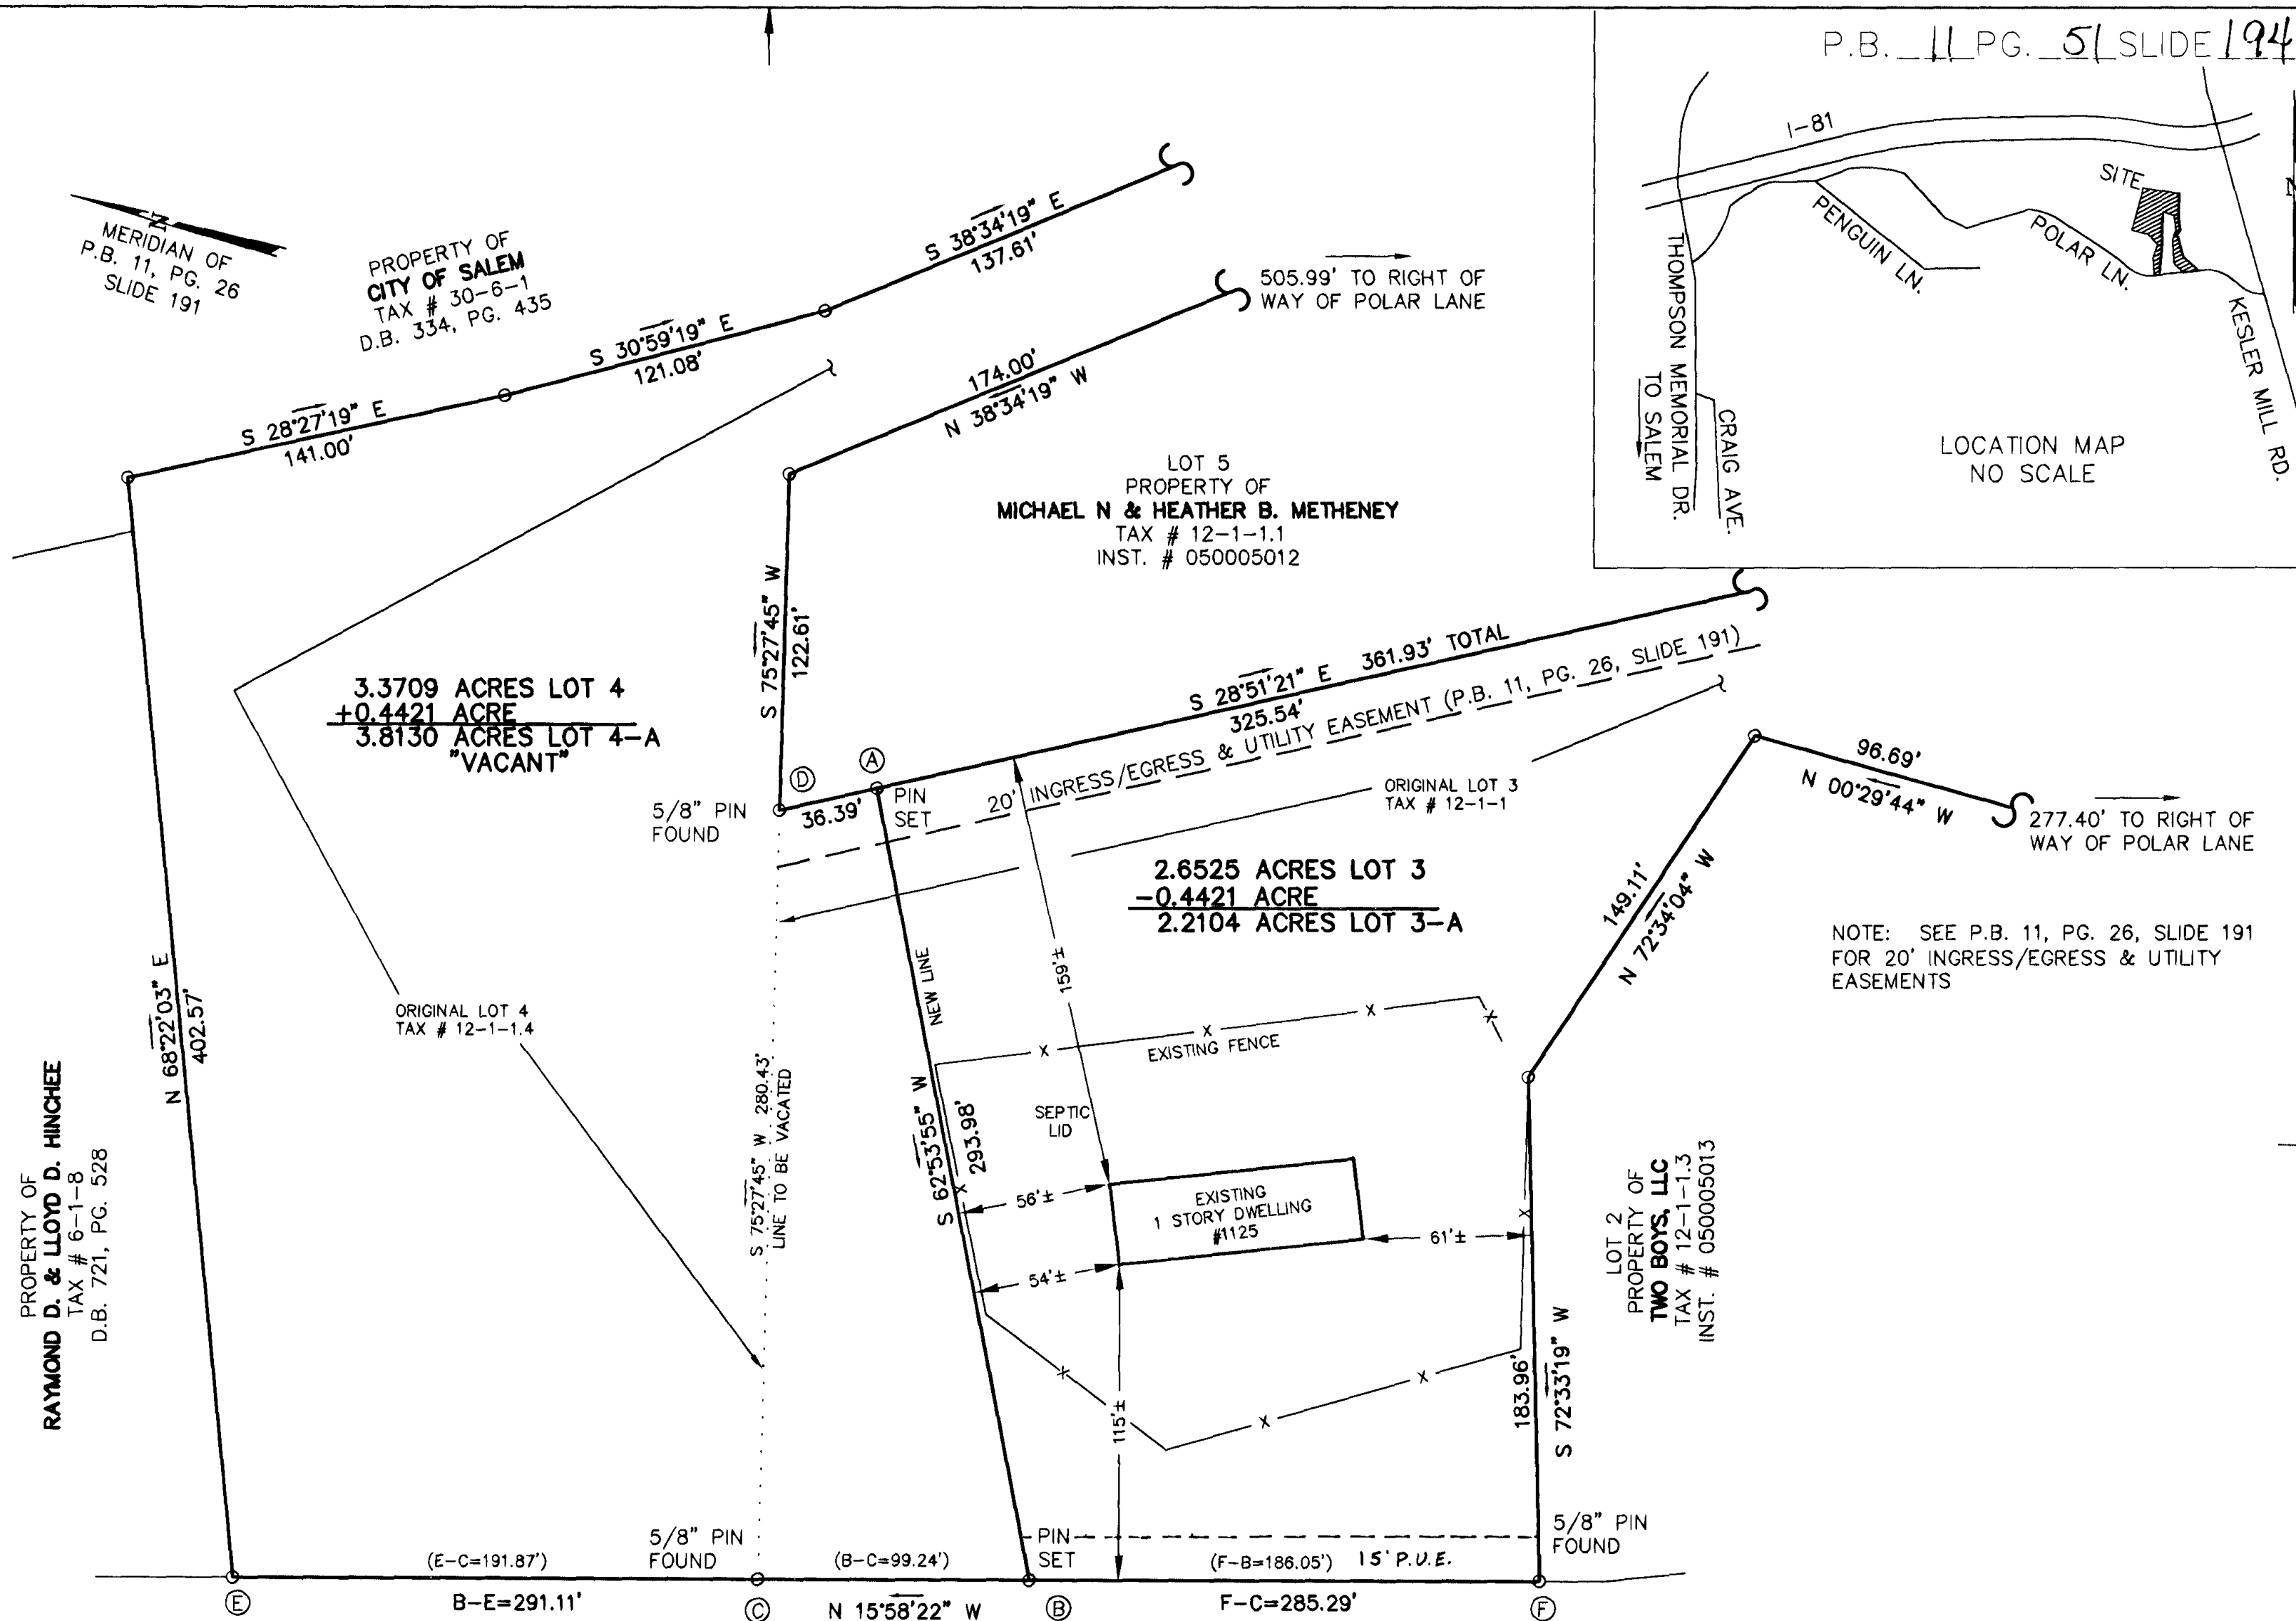 P.B. 11 PG. 51 SLIDE 194
I-81
SITE
PENGUIN LN.
POLAR LN.
THOMPSON MEMORIAL DR.
TO SALEM
CRAIG AVE.
KESLER MILL RD.
LOCATION MAP
NO SCALE
N
MERIDIAN OF
P.B. 11, PG. 26
SLIDE 191
PROPERTY OF
CITY OF SALEM
TAX # 30-6-1
D.B. 334, PG. 435
S 28°27'19" E
141.00'
S 30°59'19" E
121.08'
S 38°34'19" E
137.61'
505.99' TO RIGHT OF
WAY OF POLAR LANE
174.00'
N 38°34'19" W
LOT 5
PROPERTY OF
MICHAEL N & HEATHER B. METHENEY
TAX # 12-1-1.1
INST. # 050005012
S 75°27'45" W
122.61'
3.3709 ACRES LOT 4
+0.4421 ACRE
3.8130 ACRES LOT 4-A
"VACANT"
S 28°51'21" E 361.93' TOTAL
325.54'
20' INGRESS/EGRESS & UTILITY EASEMENT (P.B. 11, PG. 26, SLIDE 191)
D
A
36.39'
PIN
SET
5/8" PIN
FOUND
ORIGINAL LOT 3
TAX # 12-1-1
2.6525 ACRES LOT 3
-0.4421 ACRE
2.2104 ACRES LOT 3-A
96.69'
N 00°29'44" W
277.40' TO RIGHT OF
WAY OF POLAR LANE
149.11'
N 72°34'04" W
NOTE: SEE P.B. 11, PG. 26, SLIDE 191
FOR 20' INGRESS/EGRESS & UTILITY
EASEMENTS
N 68°22'03" E
402.57'
ORIGINAL LOT 4
TAX # 12-1-1.4
PROPERTY OF
RAYMOND D. & LLOYD D. HINCHEE
TAX # 6-1-8
D.B. 721, PG. 528
S 75°27'45" W 280.43'
LINE TO BE VACATED
NEW LINE
S 62°53'55" W
293.98'
159'±
EXISTING FENCE
SEPTIC
LID
56'±
EXISTING
1 STORY DWELLING
#1125
61'±
54'±
115'±
LOT 2
PROPERTY OF
TWO BOYS, LLC
TAX # 12-1-1.3
INST. # 050005013
183.96'
S 72°33'19" W
5/8" PIN
FOUND
PIN
SET
5/8" PIN
FOUND
(E-C=191.87')
(B-C=99.24')
(F-B=186.05') 15' P.U.E.
E
B-E=291.11'
C
N 15°58'22" W
B
F-C=285.29'
F